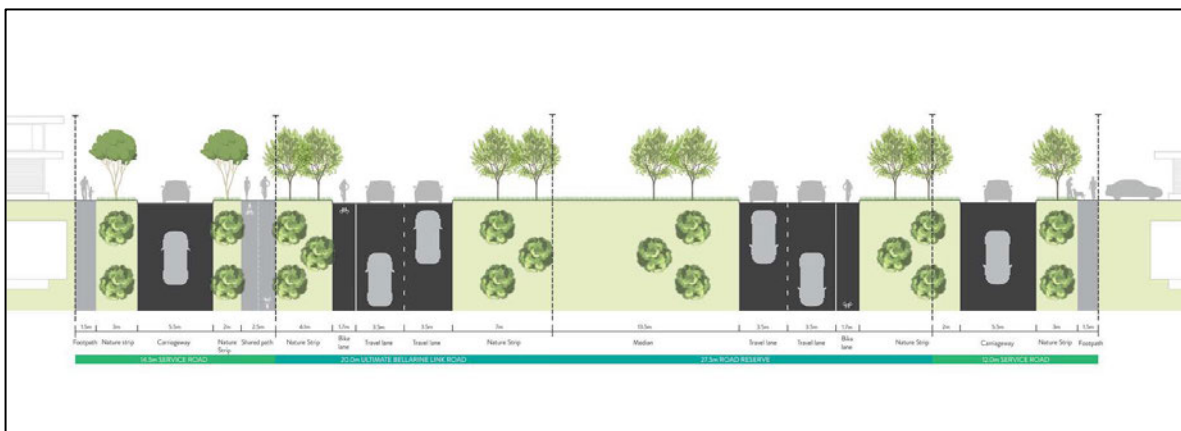 1.5m 3m 5.5m 2m 2.5m 1.7m 3.5m 3.5m 7m 13.5m 3.5m 3.5m 1.7m 2m 5.5m 3m 1.5m
Footpath Nature strip Carriageway Nature Strip Shared path Nature Strip Bike lane Travel lane Travel lane Nature Strip Median Travel lane Travel lane Bike lane Nature Strip Carriageway Nature Strip Footpath
14.5m SERVICE ROAD 20.0m ULTIMATE BELLARINE LINK ROAD 27.5m ROAD RESERVE 12.0m SERVICE ROAD